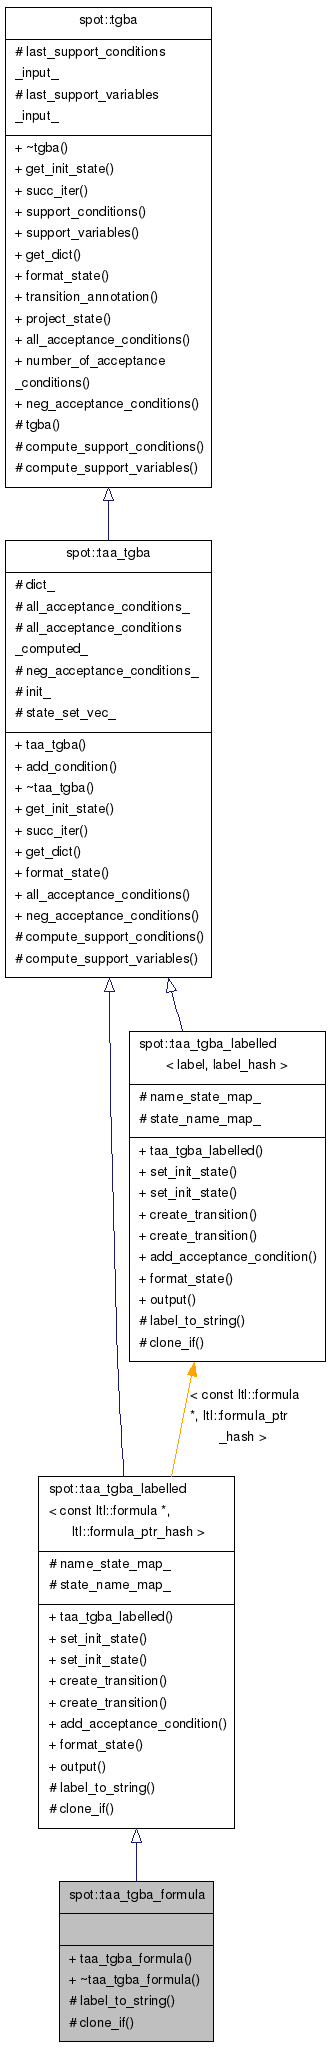 spot::tgba
# last_support_conditions
_input_
# last_support_variables
_input_
+ ~tgba()
+ get_init_state()
+ succ_iter()
+ support_conditions()
+ support_variables()
+ get_dict()
+ format_state()
+ transition_annotation()
+ project_state()
+ all_acceptance_conditions()
+ number_of_acceptance
_conditions()
+ neg_acceptance_conditions()
# tgba()
# compute_support_conditions()
# compute_support_variables()
spot::taa_tgba
# dict_
# all_acceptance_conditions_
# all_acceptance_conditions
_computed_
# neg_acceptance_conditions_
# init_
# state_set_vec_
+ taa_tgba()
+ add_condition()
+ ~taa_tgba()
+ get_init_state()
+ succ_iter()
+ get_dict()
+ format_state()
+ all_acceptance_conditions()
+ neg_acceptance_conditions()
# compute_support_conditions()
# compute_support_variables()
spot::taa_tgba_labelled
< label, label_hash >
# name_state_map_
# state_name_map_
+ taa_tgba_labelled()
+ set_init_state()
+ set_init_state()
+ create_transition()
+ create_transition()
+ add_acceptance_condition()
+ format_state()
+ output()
# label_to_string()
# clone_if()
< const ltl::formula
*, ltl::formula_ptr
_hash >
spot::taa_tgba_labelled
< const ltl::formula *,
ltl::formula_ptr_hash >
# name_state_map_
# state_name_map_
+ taa_tgba_labelled()
+ set_init_state()
+ set_init_state()
+ create_transition()
+ create_transition()
+ add_acceptance_condition()
+ format_state()
+ output()
# label_to_string()
# clone_if()
spot::taa_tgba_formula
+ taa_tgba_formula()
+ ~taa_tgba_formula()
# label_to_string()
# clone_if()